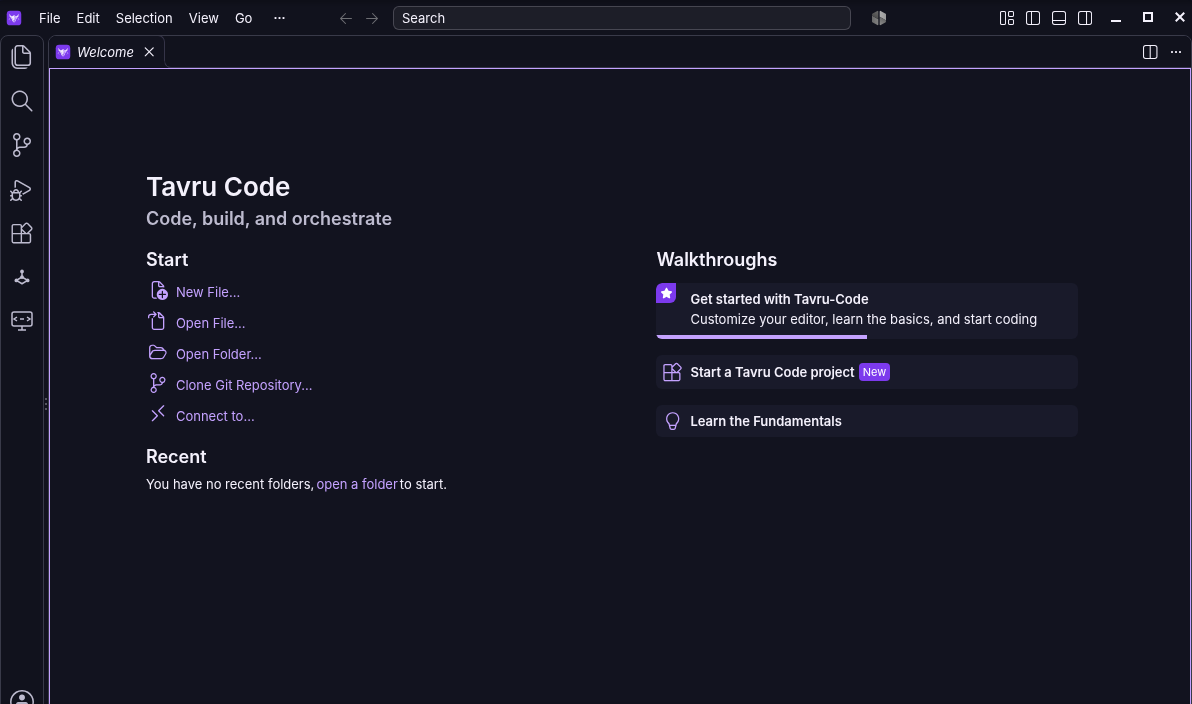 File Edit Selection View Go ···
Search
Welcome
Tavru Code
Code, build, and orchestrate
Start
New File...
Open File...
Open Folder...
Clone Git Repository...
Connect to...
Recent
You have no recent folders, open a folder to start.
Walkthroughs
Get started with Tavru-Code
Customize your editor, learn the basics, and start coding
Start a Tavru Code project New
Learn the Fundamentals